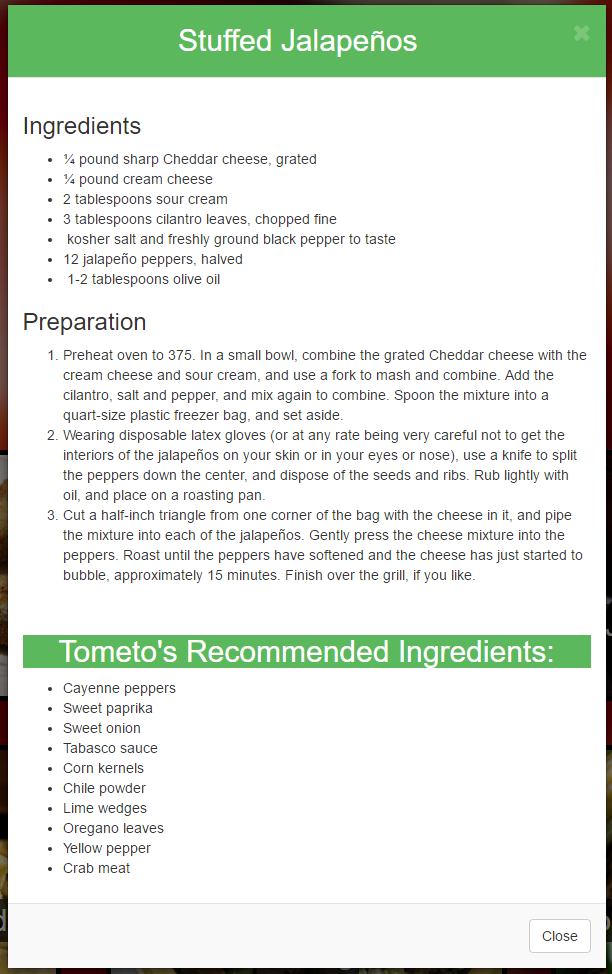 Stuffed Jalapeños
✖
Ingredients
• ¼ pound sharp Cheddar cheese, grated
• ¼ pound cream cheese
• 2 tablespoons sour cream
• 3 tablespoons cilantro leaves, chopped fine
• kosher salt and freshly ground black pepper to taste
• 12 jalapeño peppers, halved
• 1-2 tablespoons olive oil
Preparation
1. Preheat oven to 375. In a small bowl, combine the grated Cheddar cheese with the
cream cheese and sour cream, and use a fork to mash and combine. Add the
cilantro, salt and pepper, and mix again to combine. Spoon the mixture into a
quart-size plastic freezer bag, and set aside.
2. Wearing disposable latex gloves (or at any rate being very careful not to get the
interiors of the jalapeños on your skin or in your eyes or nose), use a knife to split
the peppers down the center, and dispose of the seeds and ribs. Rub lightly with
oil, and place on a roasting pan.
3. Cut a half-inch triangle from one corner of the bag with the cheese in it, and pipe
the mixture into each of the jalapeños. Gently press the cheese mixture into the
peppers. Roast until the peppers have softened and the cheese has just started to
bubble, approximately 15 minutes. Finish over the grill, if you like.
Tometo's Recommended Ingredients:
• Cayenne peppers
• Sweet paprika
• Sweet onion
• Tabasco sauce
• Corn kernels
• Chile powder
• Lime wedges
• Oregano leaves
• Yellow pepper
• Crab meat
Close